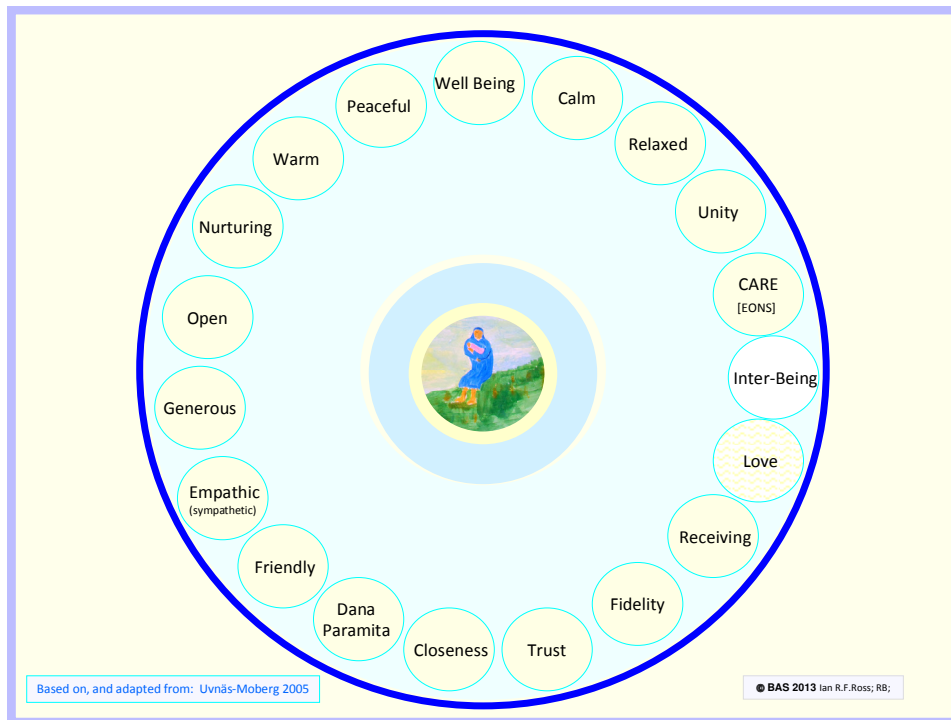 Well Being
Calm
Relaxed
Unity
CARE
[EONS]
Inter-Being
Love
Receiving
Fidelity
Trust
Closeness
Dana
Paramita
Friendly
Empathic
(sympathetic)
Generous
Open
Nurturing
Warm
Peaceful
Based on, and adapted from: Uvnäs-Moberg 2005
© BAS 2013 Ian R.F.Ross; RB;